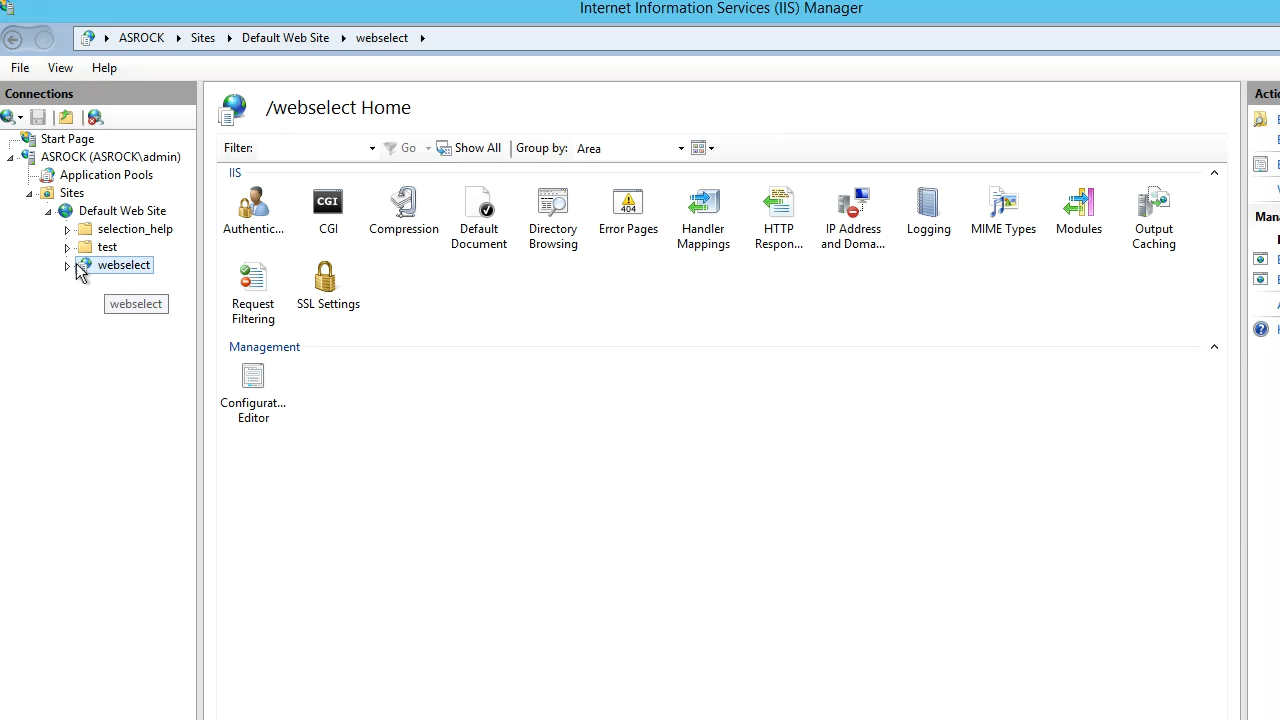 Internet Information Services (IIS) Manager
ASROCK Sites Default Web Site webselect
File View Help
Connections
Start Page
ASROCK (ASROCK\admin)
Application Pools
Sites
Default Web Site
selection_help
test
webselect
webselect
/webselect Home
Filter: Go Show All Group by: Area
IIS
Authentic...
CGI
CGI
Compression
Default
Document
Directory
Browsing
404
Error Pages
Handler
Mappings
HTTP
Respon...
IP Address
and Doma...
Logging
MIME Types
Modules
Output
Caching
Request
Filtering
SSL Settings
Management
Configurat...
Editor